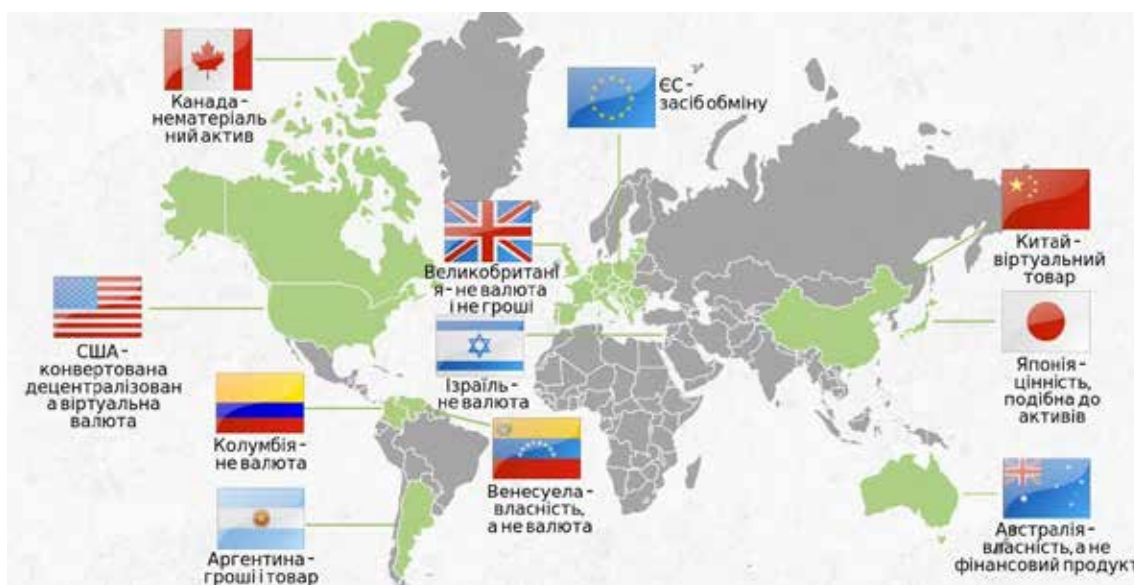 Канада-
нематеріаль
ний актив
ЄС -
засіб обміну
Великобритані
я- не валюта
і не гроші
Китай -
віртуальний
товар
США -
конвертована
децентралізован
а віртуальна
валюта
Ізраїль -
не валюта
Японія -
цінність,
подібна до
активів
Колумбія -
не валюта
Венесуела -
власність,
а не валюта
Аргентина -
гроші і товар
Австралія -
власність, а не
фінансовий продукт